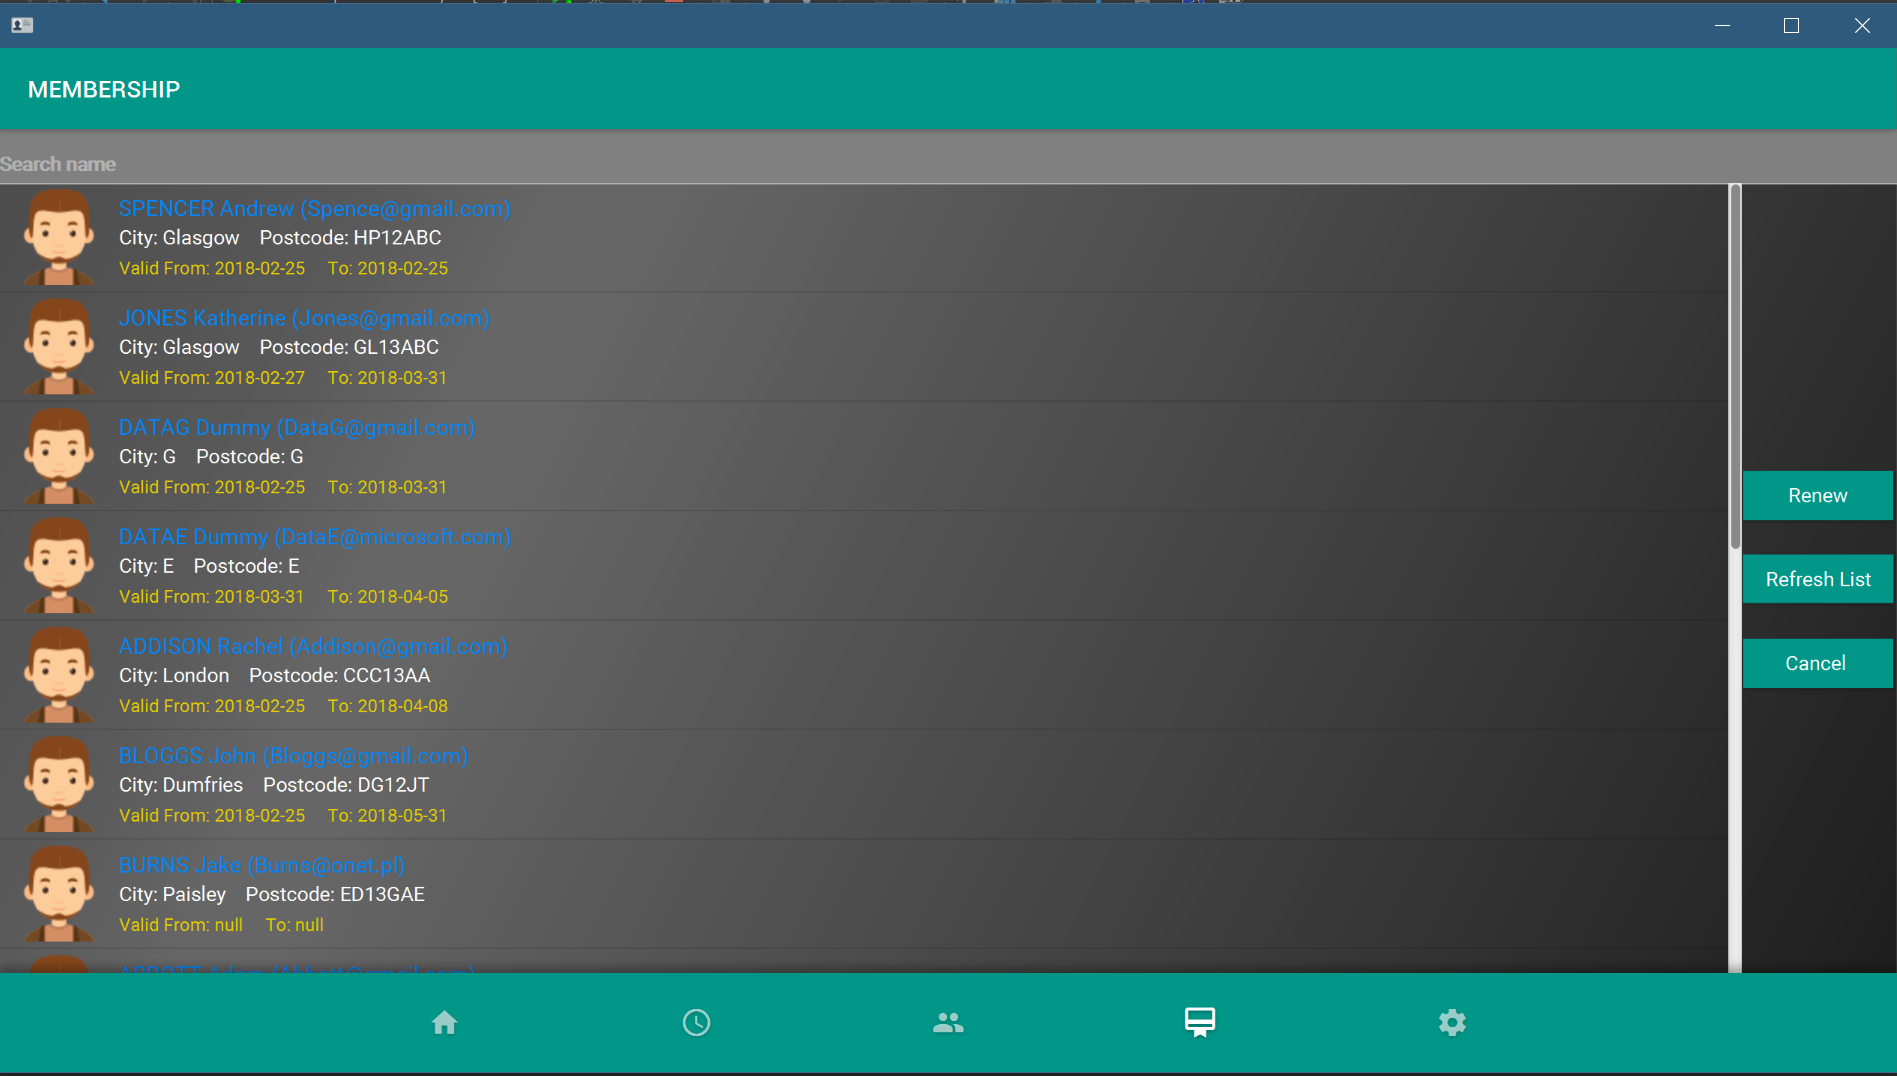 MEMBERSHIP
Search name
SPENCER Andrew (Spence@gmail.com)
City: Glasgow Postcode: HP12ABC
Valid From: 2018-02-25 To: 2018-02-25
JONES Katherine (Jones@gmail.com)
City: Glasgow Postcode: GL13ABC
Valid From: 2018-02-27 To: 2018-03-31
DATAG Dummy (DataG@gmail.com)
City: G Postcode: G
Valid From: 2018-02-25 To: 2018-03-31
DATAE Dummy (DataE@microsoft.com)
City: E Postcode: E
Valid From: 2018-03-31 To: 2018-04-05
ADDISON Rachel (Addison@gmail.com)
City: London Postcode: CCC13AA
Valid From: 2018-02-25 To: 2018-04-08
BLOGGS John (Bloggs@gmail.com)
City: Dumfries Postcode: DG12JT
Valid From: 2018-02-25 To: 2018-05-31
BURNS Jake (Burns@onet.pl)
City: Paisley Postcode: ED13GAE
Valid From: null To: null
Renew
Refresh List
Cancel